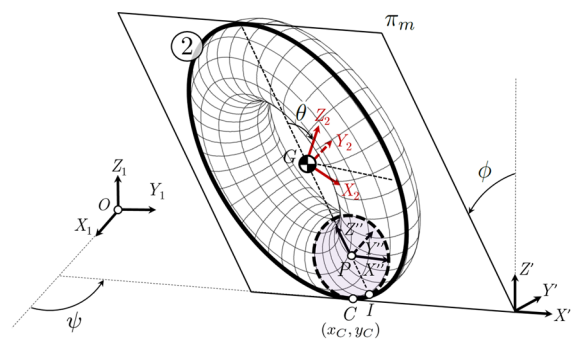 π_m
2
θ
Z_2
Y_2
G
X_2
Z_1
Y_1
O
X_1
ϕ
Z''
Y''
P
X''
Z'
Y'
X'
ψ
C
I
(x_C, y_C)